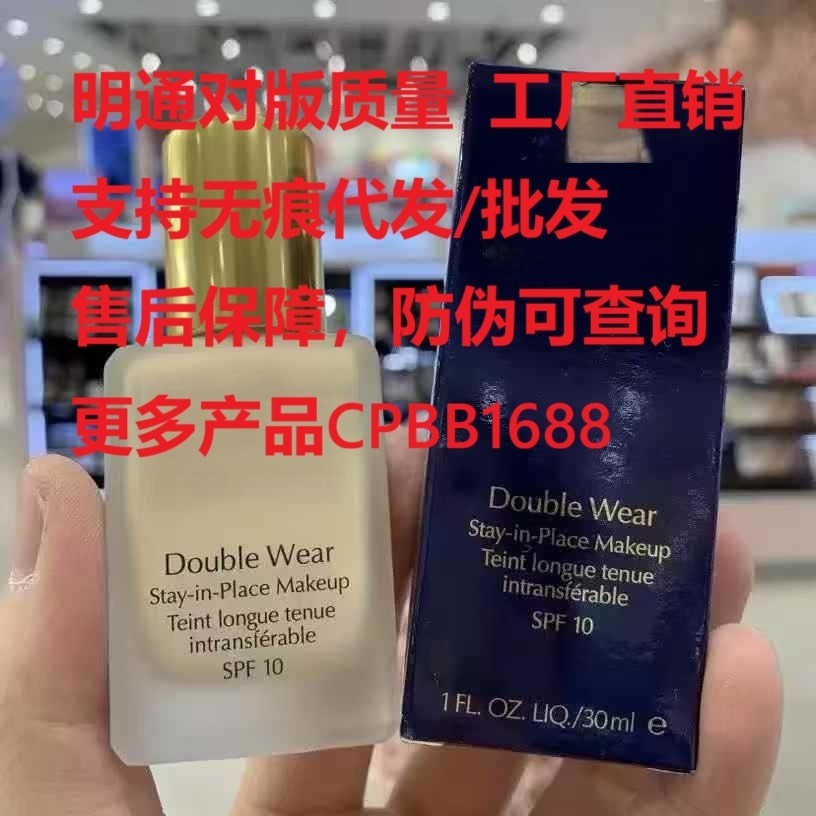 明通对版质量 工厂直销
支持无痕代发/批发
售后保障，防伪可查询
更多产品CPBB1688
Double Wear
Stay-in-Place Makeup
Teint longue tenue
intransférable
SPF 10
Double Wear
Stay-in-Place Makeup
Teint longue tenue
intransférable
SPF 10
1 FL. OZ. LIQ./30ml e